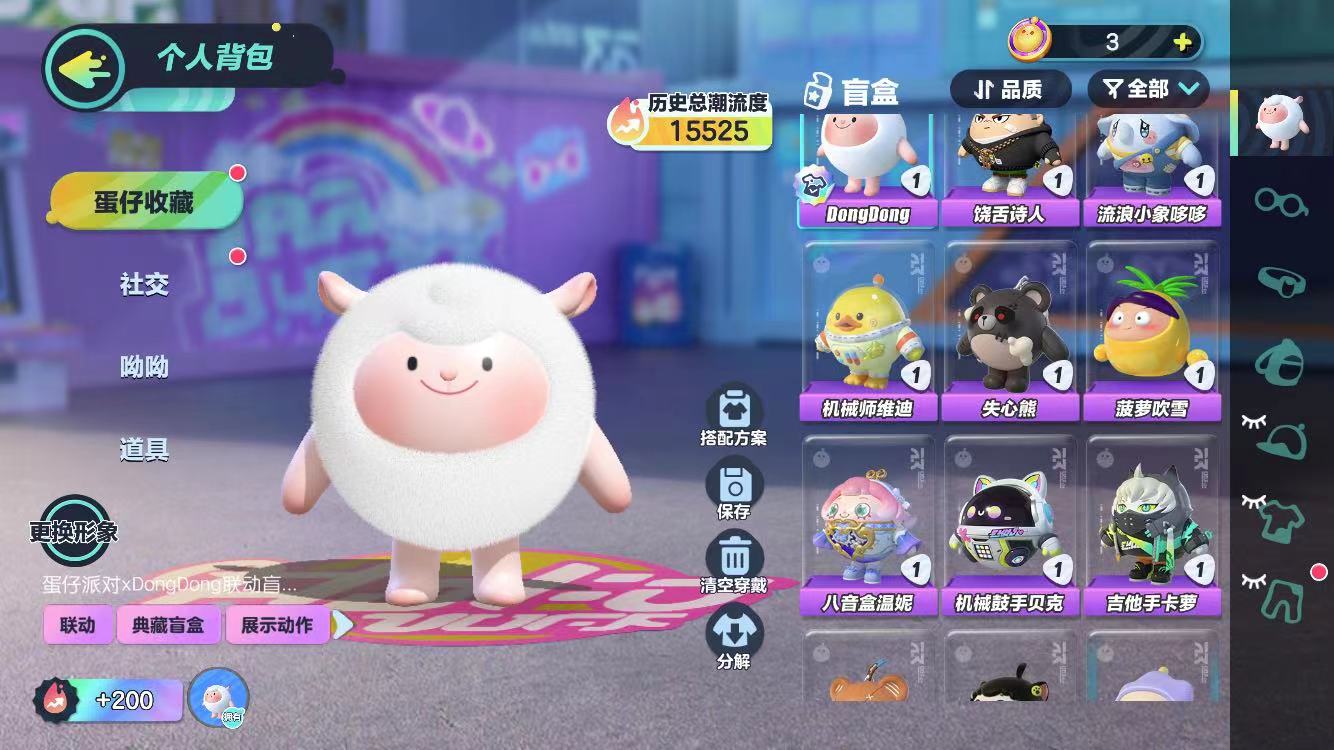 个人背包
3
历史总潮流度
15525
盲盒
品质
全部
蛋仔收藏
社交
呦呦
道具
更换形象
蛋仔派对xDongDong联动盲...
联动
典藏盲盒
展示动作
+200
拥有
搭配方案
保存
清空穿戴
分解
1
1
1
DongDong
饶舌诗人
流浪小象哆哆
1
1
1
机械师维迪
失心熊
菠萝吹雪
1
1
1
八音盒温妮
机械鼓手贝克
吉他手卡萝